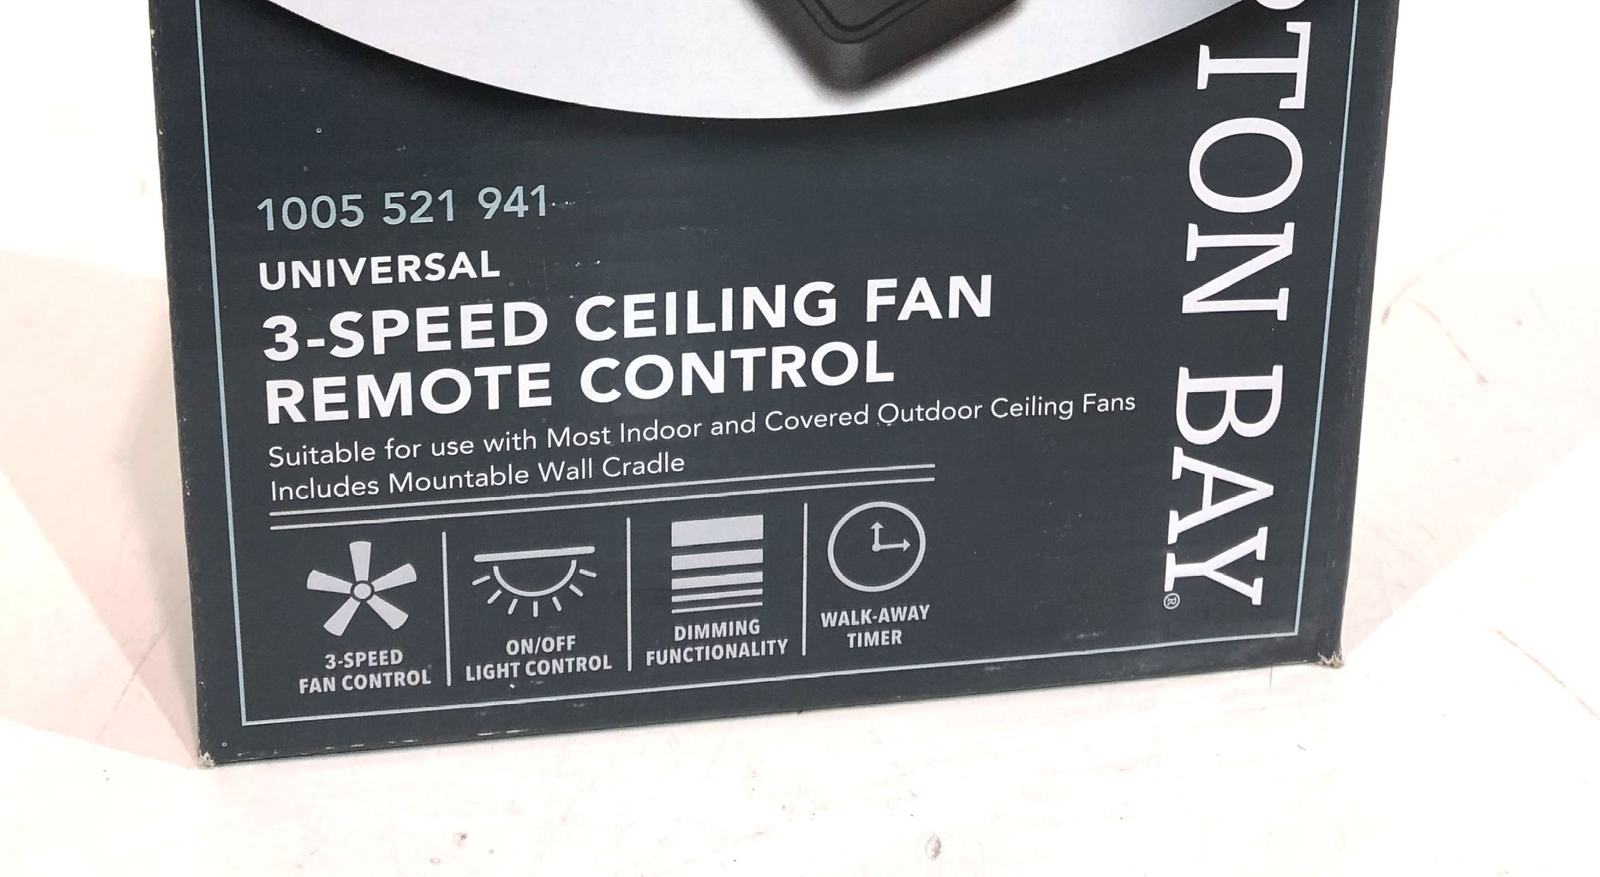 1005 521 941
UNIVERSAL
3-SPEED CEILING FAN
REMOTE CONTROL
Suitable for use with Most Indoor and Covered Outdoor Ceiling Fans
Includes Mountable Wall Cradle
3-SPEED
FAN CONTROL
ON/OFF
LIGHT CONTROL
DIMMING
FUNCTIONALITY
WALK-AWAY
TIMER
PTON BAY®